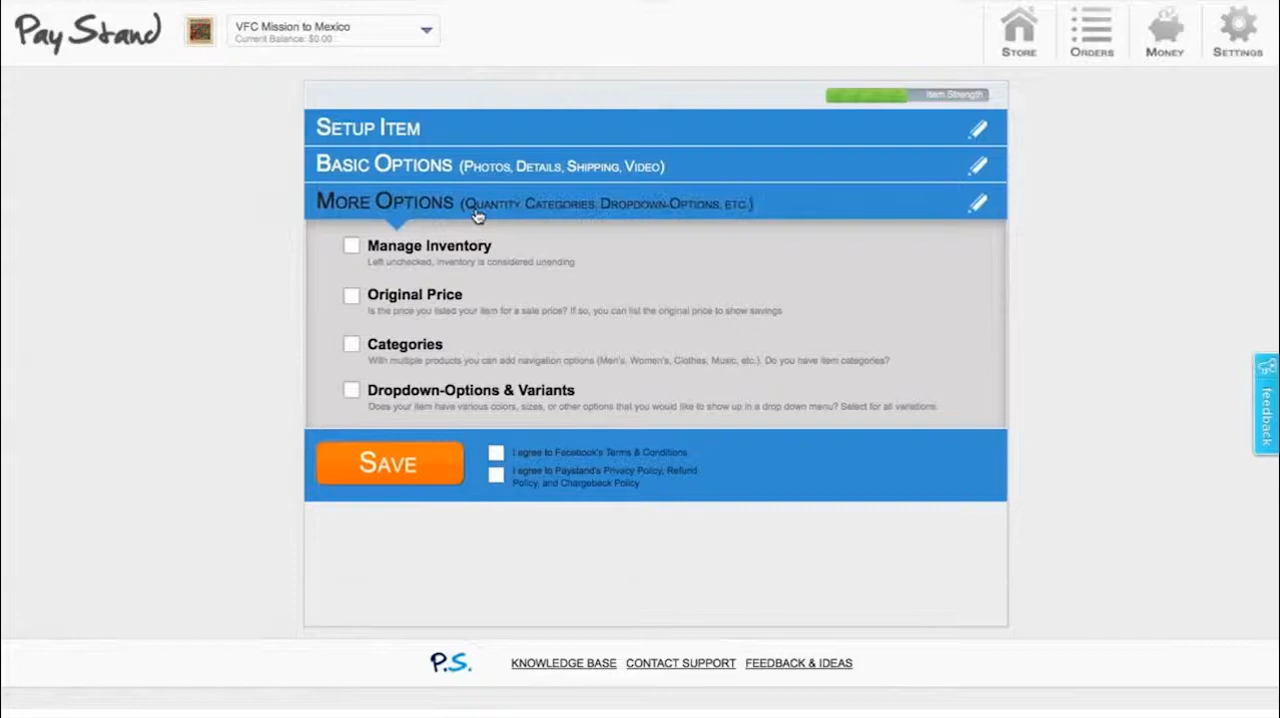 Pay Stand
VFC Mission to Mexico
Current Balance: $0.00
STORE
ORDERS
MONEY
SETTINGS
Item Strength
SETUP ITEM
BASIC OPTIONS (PHOTOS, DETAILS, SHIPPING, VIDEO)
MORE OPTIONS (QUANTITY, CATEGORIES, DROPDOWN-OPTIONS, ETC.)
Manage Inventory
Left unchecked, inventory is considered unending
Original Price
Is the price you listed your item for a sale price? If so, you can list the original price to show savings
Categories
With multiple products you can add navigation options (Men's, Women's, Clothes, Music, etc.). Do you have item categories?
Dropdown-Options & Variants
Does your item have various colors, sizes, or other options that you would like to show up in a drop down menu? Select for all variations.
SAVE
I agree to Facebook's Terms & Conditions
I agree to Paystand's Privacy Policy, Refund
Policy, and Chargeback Policy
feedback
P.S.
KNOWLEDGE BASE
CONTACT SUPPORT
FEEDBACK & IDEAS